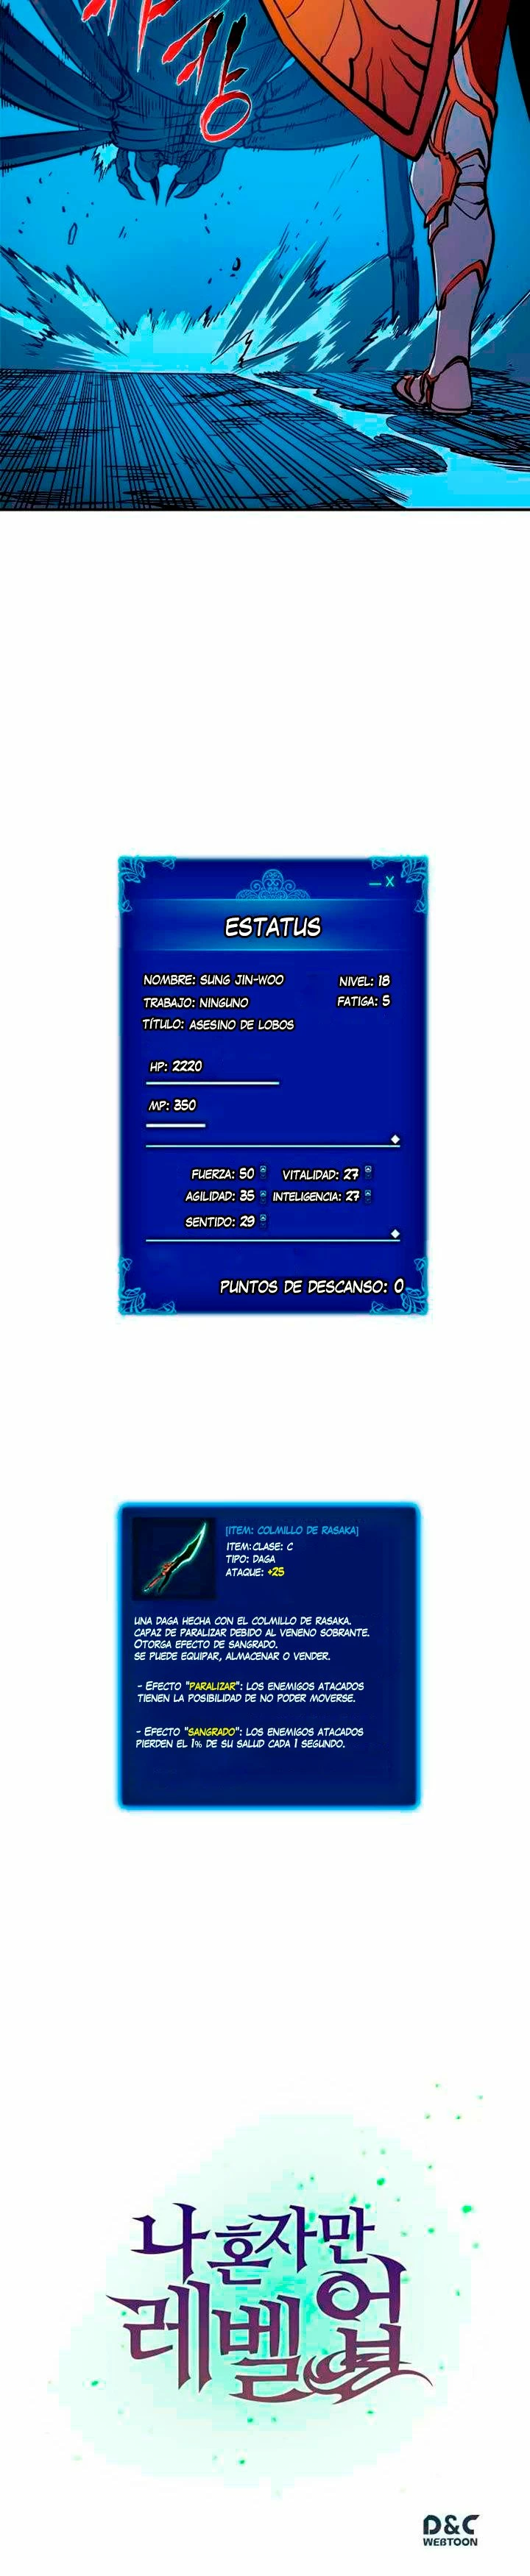 카캉
— X
ESTATUS
NOMBRE: SUNG JIN-WOO NIVEL: 18
TRABAJO: NINGUNO FATIGA: 5
TÍTULO: ASESINO DE LOBOS
HP: 2220
MP: 350
FUERZA: 50 VITALIDAD: 27
AGILIDAD: 35 INTELIGENCIA: 27
SENTIDO: 29
PUNTOS DE DESCANSO: 0
[ITEM: COLMILLO DE RASAKA]
ITEM:CLASE: C
TIPO: DAGA
ATAQUE: +25
UNA DAGA HECHA CON EL COLMILLO DE RASAKA.
CAPAZ DE PARALIZAR DEBIDO AL VENENO SOBRANTE.
OTORGA EFECTO DE SANGRADO.
SE PUEDE EQUIPAR, ALMACENAR O VENDER.
- EFECTO "PARALIZAR": LOS ENEMIGOS ATACADOS
TIENEN LA POSIBILIDAD DE NO PODER MOVERSE.
- EFECTO "SANGRADO": LOS ENEMIGOS ATACADOS
PIERDEN EL 1% DE SU SALUD CADA 1 SEGUNDO.
나 혼자만
레벨업
D&C
WEBTOON